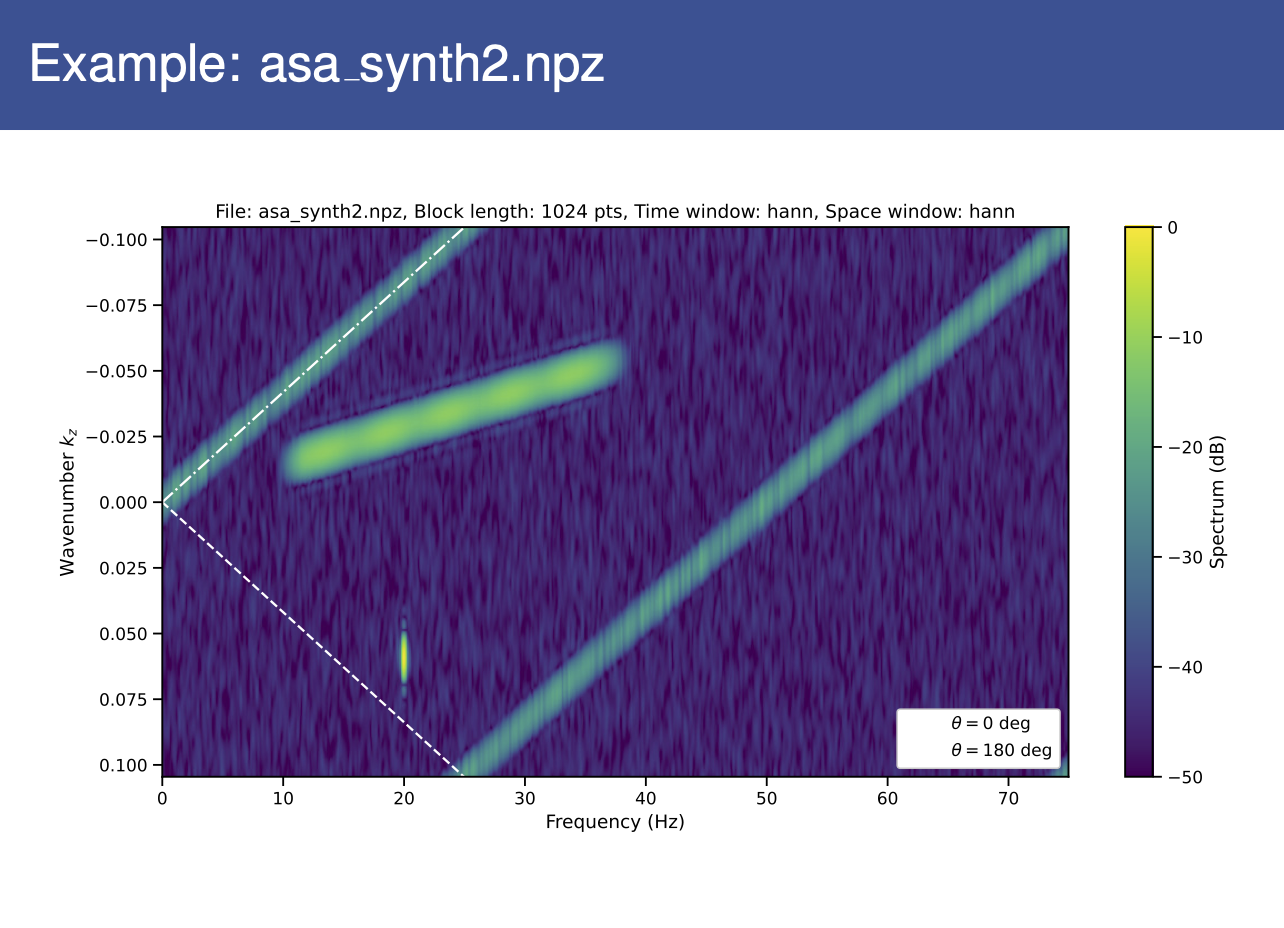 Example: asa_synth2.npz
File: asa_synth2.npz, Block length: 1024 pts, Time window: hann, Space window: hann
−0.100
−0.075
−0.050
−0.025
0.000
0.025
0.050
0.075
0.100
Wavenumber k_z
0 10 20 30 40 50 60 70
Frequency (Hz)
θ = 0 deg
θ = 180 deg
0
−10
−20
−30
−40
−50
Spectrum (dB)